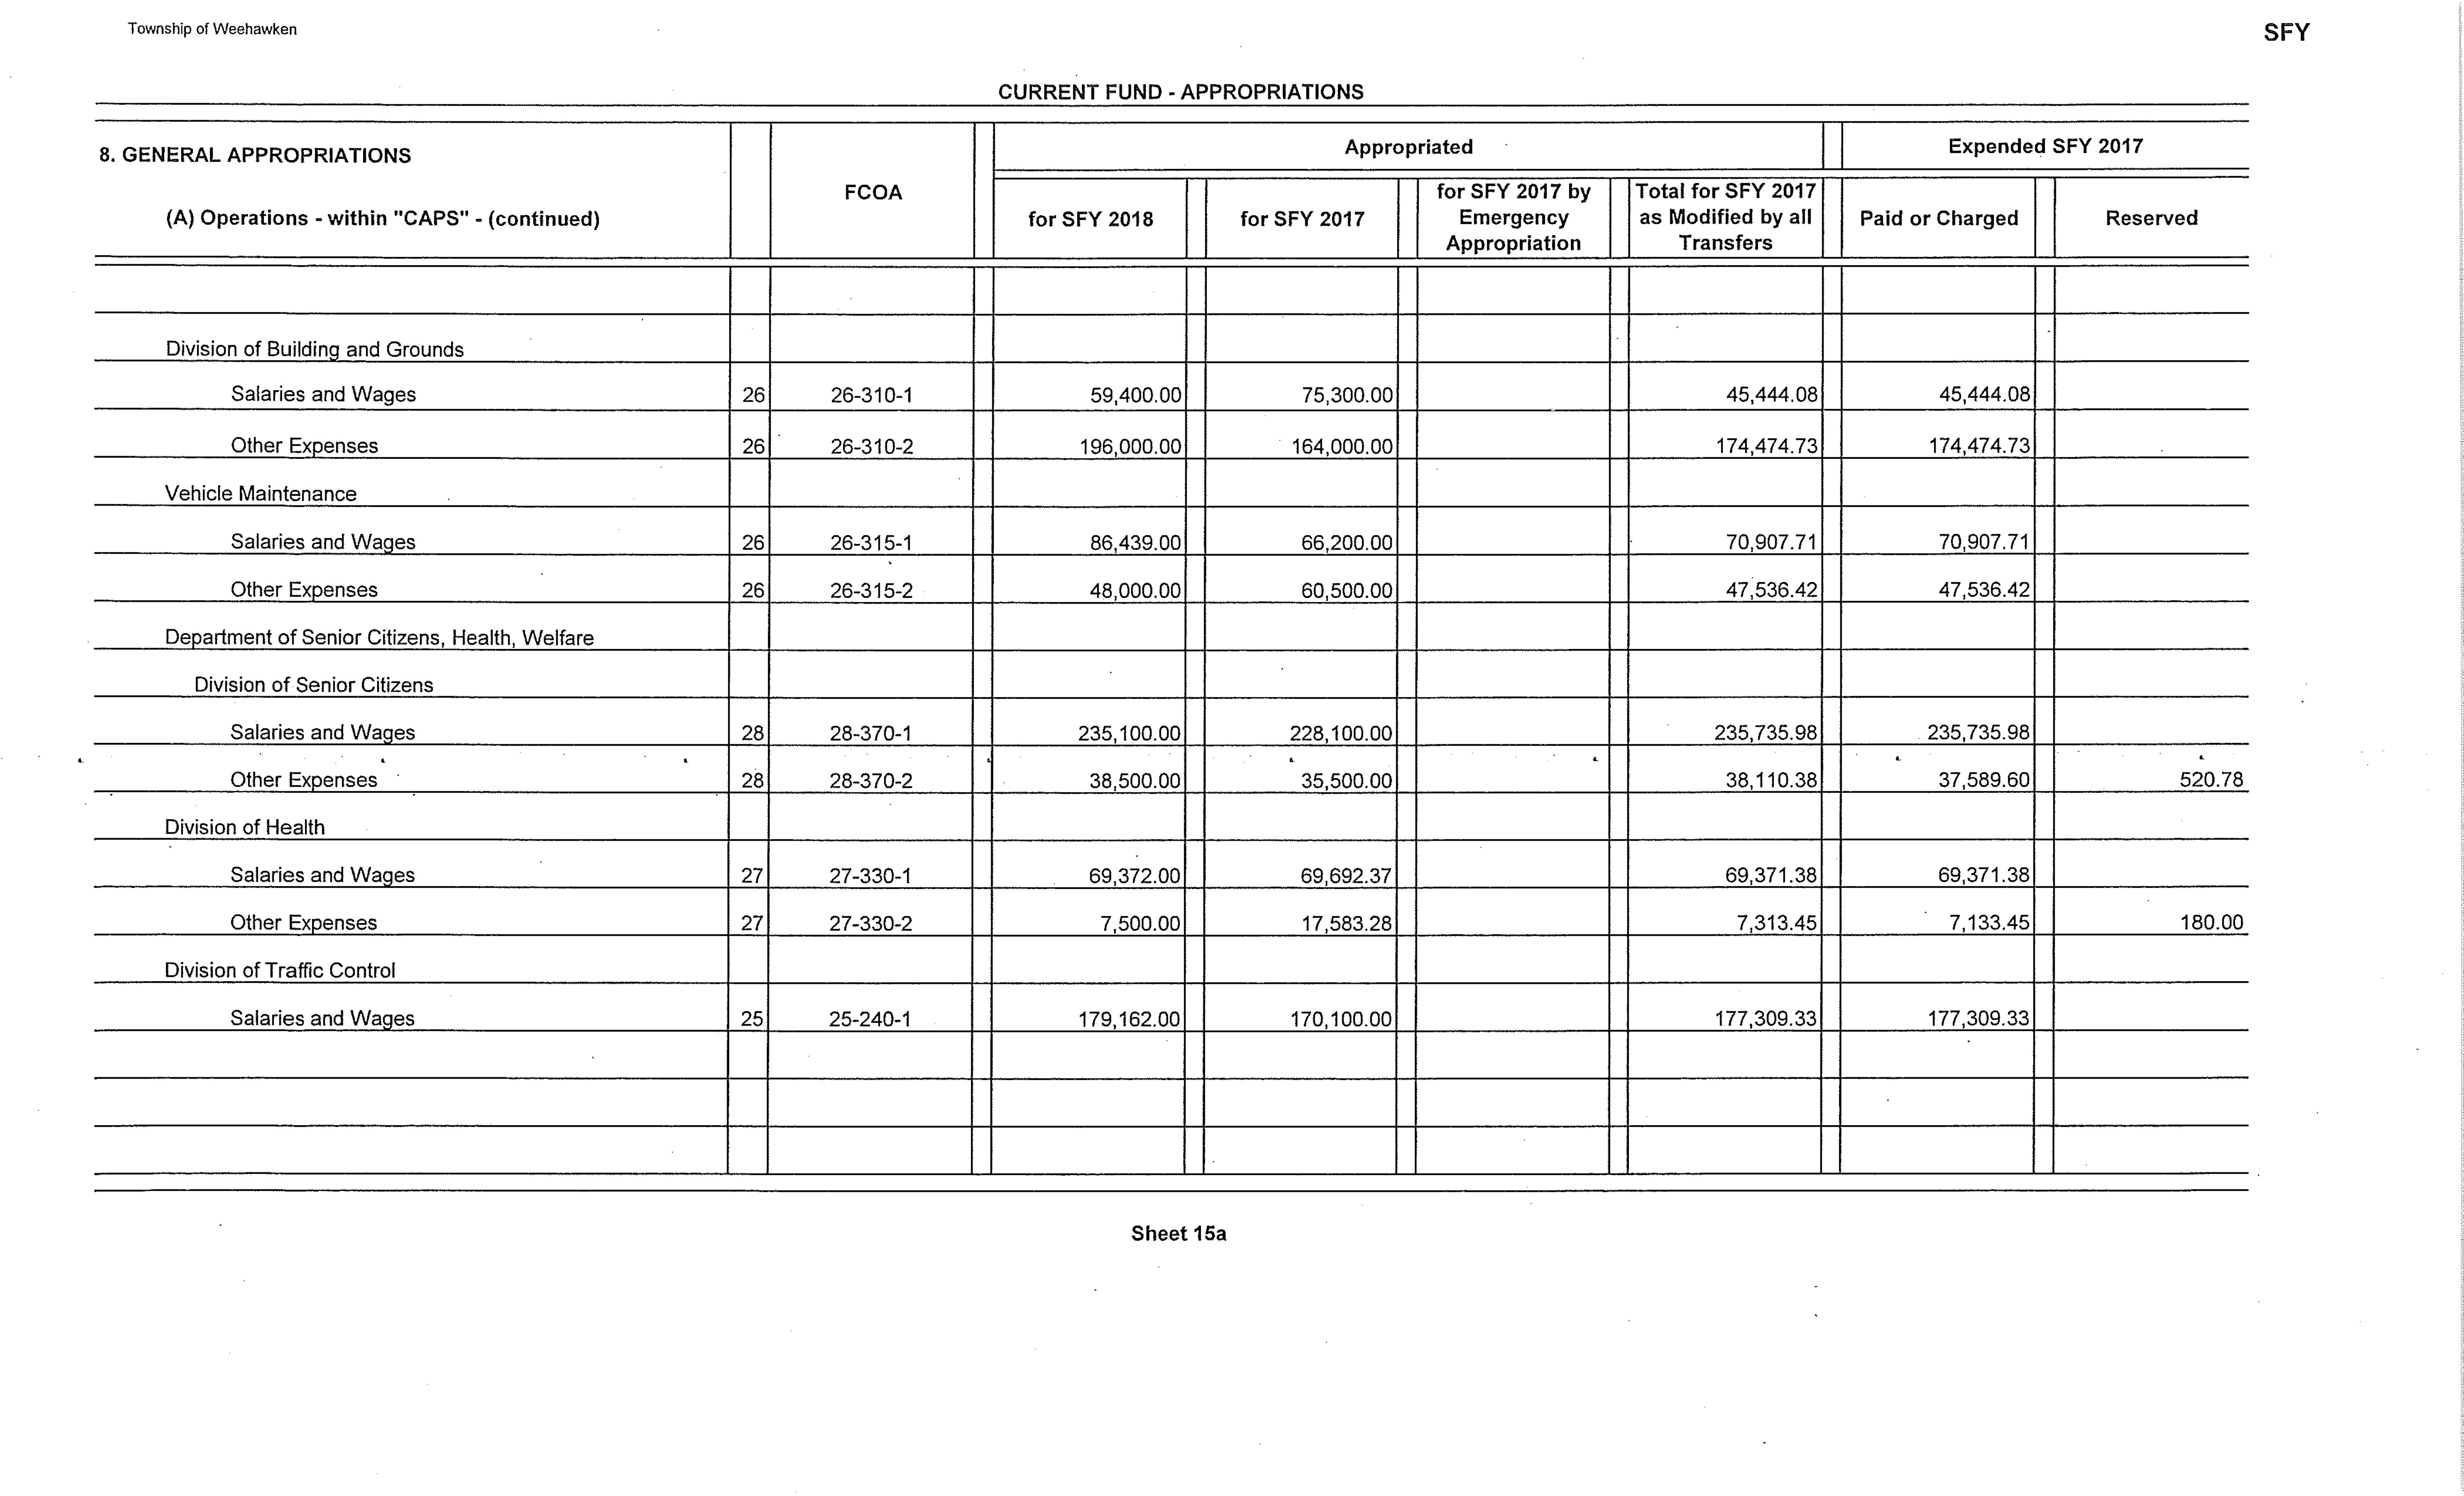 Township of Weehawken
SFY
CURRENT FUND - APPROPRIATIONS
8. GENERAL APPROPRIATIONS
(A) Operations - within "CAPS" - (continued)
FCOA
Appropriated
Expended SFY 2017
for SFY 2018
for SFY 2017
for SFY 2017 by
Emergency
Appropriation
Total for SFY 2017
as Modified by all
Transfers
Paid or Charged
Reserved
Division of Building and Grounds
Salaries and Wages 26 26-310-1 59,400.00 75,300.00 45,444.08 45,444.08
Other Expenses 26 26-310-2 196,000.00 164,000.00 174,474.73 174,474.73
Vehicle Maintenance
Salaries and Wages 26 26-315-1 86,439.00 66,200.00 70,907.71 70,907.71
Other Expenses 26 26-315-2 48,000.00 60,500.00 47,536.42 47,536.42
Department of Senior Citizens, Health, Welfare
Division of Senior Citizens
Salaries and Wages 28 28-370-1 235,100.00 228,100.00 235,735.98 235,735.98
Other Expenses 28 28-370-2 38,500.00 35,500.00 38,110.38 37,589.60 520.78
Division of Health
Salaries and Wages 27 27-330-1 69,372.00 69,692.37 69,371.38 69,371.38
Other Expenses 27 27-330-2 7,500.00 17,583.28 7,313.45 7,133.45 180.00
Division of Traffic Control
Salaries and Wages 25 25-240-1 179,162.00 170,100.00 177,309.33 177,309.33
Sheet 15a